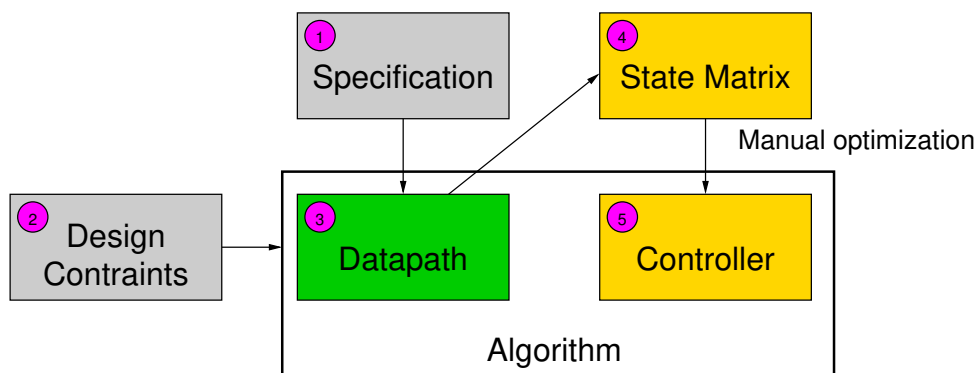 1
Specification
4
State Matrix
Manual optimization
2
Design
Contraints
3
Datapath
5
Controller
Algorithm